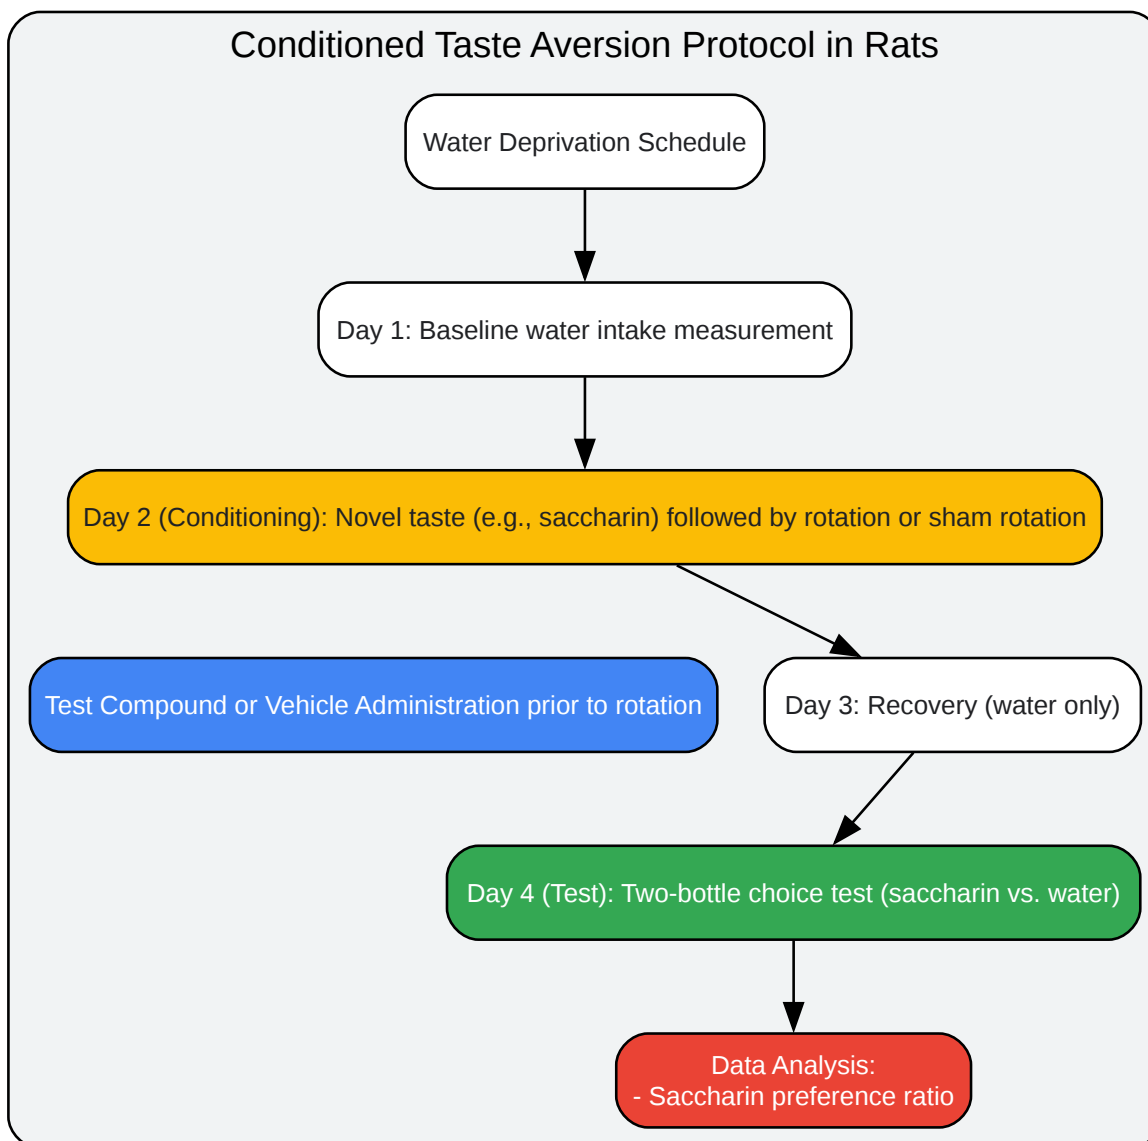 Conditioned Taste Aversion Protocol in Rats
Water Deprivation Schedule
Day 1: Baseline water intake measurement
Day 2 (Conditioning): Novel taste (e.g., saccharin) followed by rotation or sham rotation
Test Compound or Vehicle Administration prior to rotation
Day 3: Recovery (water only)
Day 4 (Test): Two-bottle choice test (saccharin vs. water)
Data Analysis:
- Saccharin preference ratio